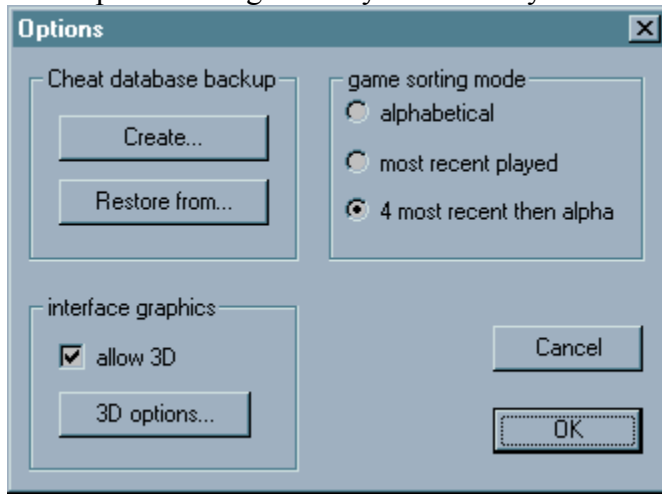 Options
Cheat database backup
Create...
Restore from...
game sorting mode
alphabetical
most recent played
4 most recent then alpha
interface graphics
allow 3D
3D options...
Cancel
OK